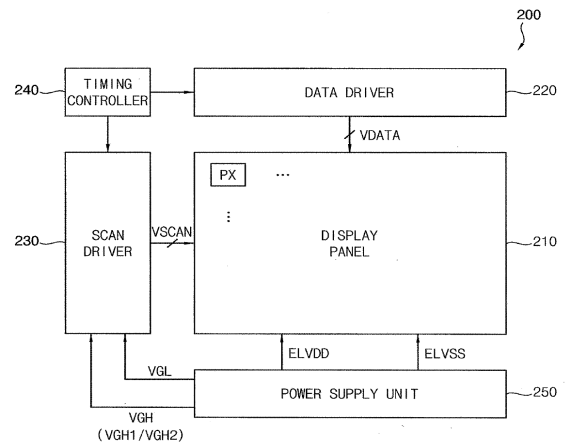 200
240
TIMING
CONTROLLER
DATA DRIVER
220
VDATA
PX
...
230
SCAN
DRIVER
VSCAN
DISPLAY
PANEL
210
ELVDD
ELVSS
VGL
POWER SUPPLY UNIT
250
VGH
(VGH1/VGH2)